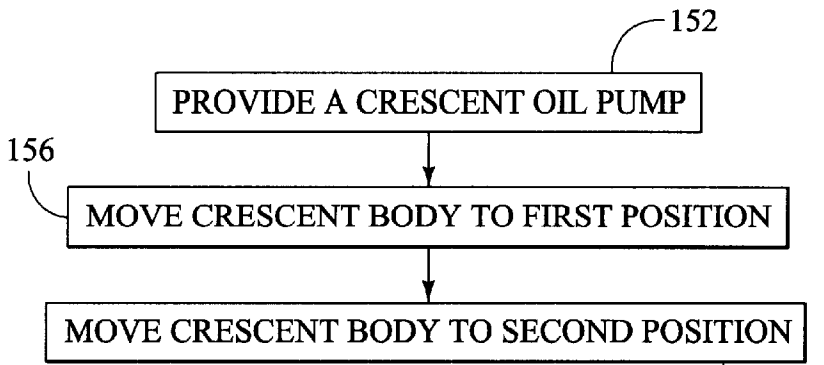 152
PROVIDE A CRESCENT OIL PUMP
156
MOVE CRESCENT BODY TO FIRST POSITION
MOVE CRESCENT BODY TO SECOND POSITION